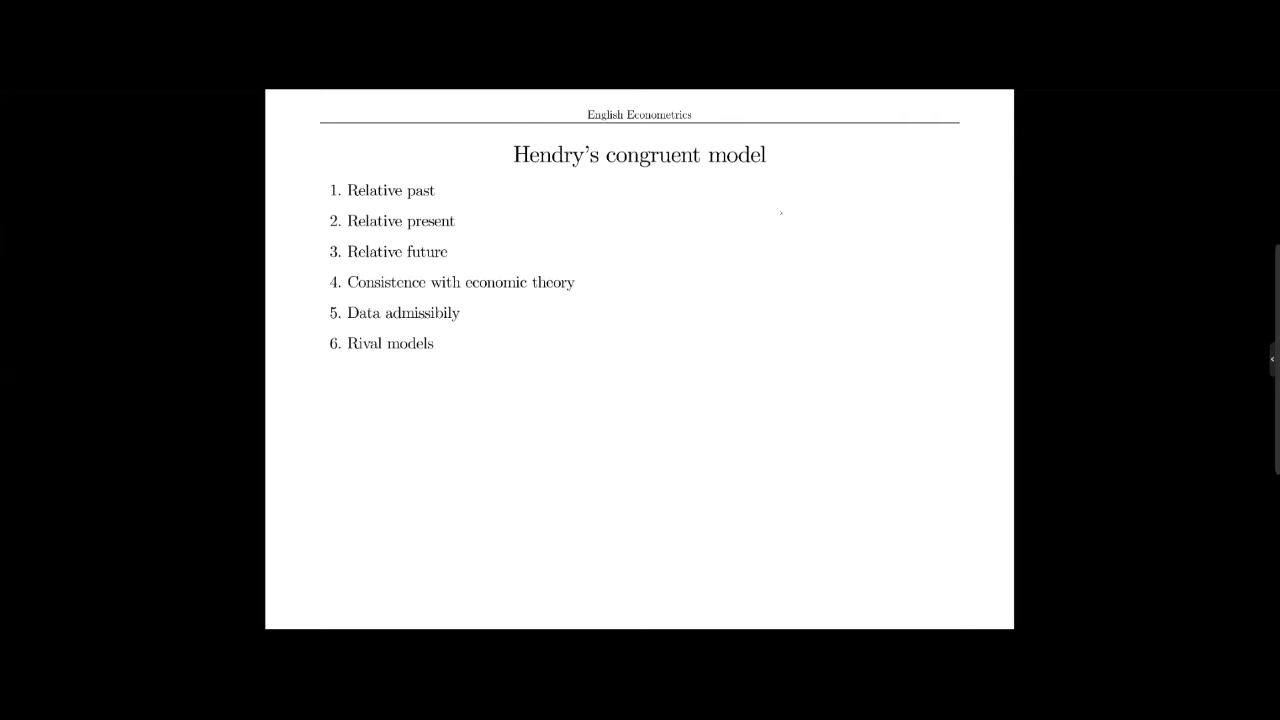 English Econometrics
Hendry's congruent model
1. Relative past
2. Relative present
3. Relative future
4. Consistence with economic theory
5. Data admissibily
6. Rival models